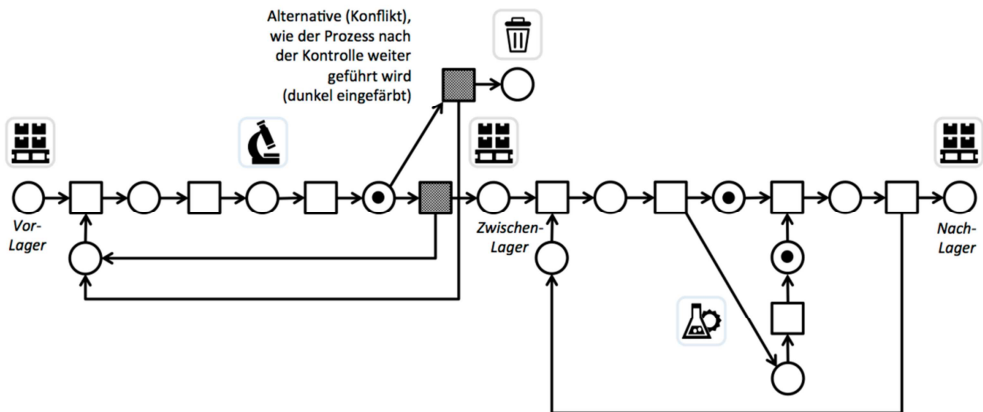 Alternative (Konflikt),
wie der Prozess nach
der Kontrolle weiter
geführt wird
(dunkel eingefärbt)
Vor-
Lager
Zwischen-
Lager
Nach-
Lager